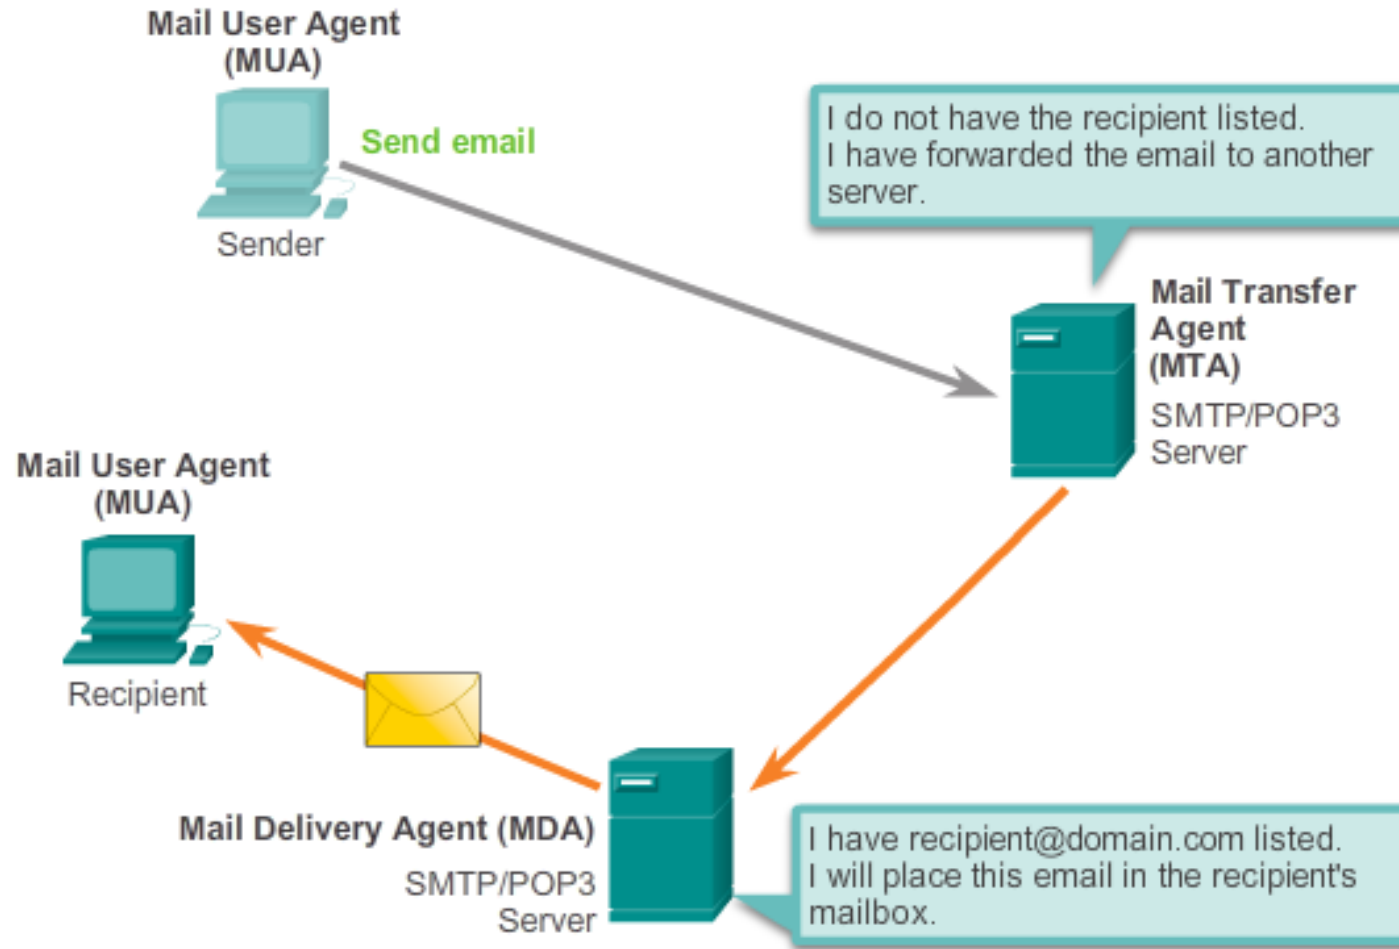 Mail User Agent
(MUA)
Send email
Sender
I do not have the recipient listed.
I have forwarded the email to another
server.
Mail Transfer
Agent
(MTA)
SMTP/POP3
Server
Mail User Agent
(MUA)
Recipient
Mail Delivery Agent (MDA)
SMTP/POP3
Server
I have recipient@domain.com listed.
I will place this email in the recipient's
mailbox.